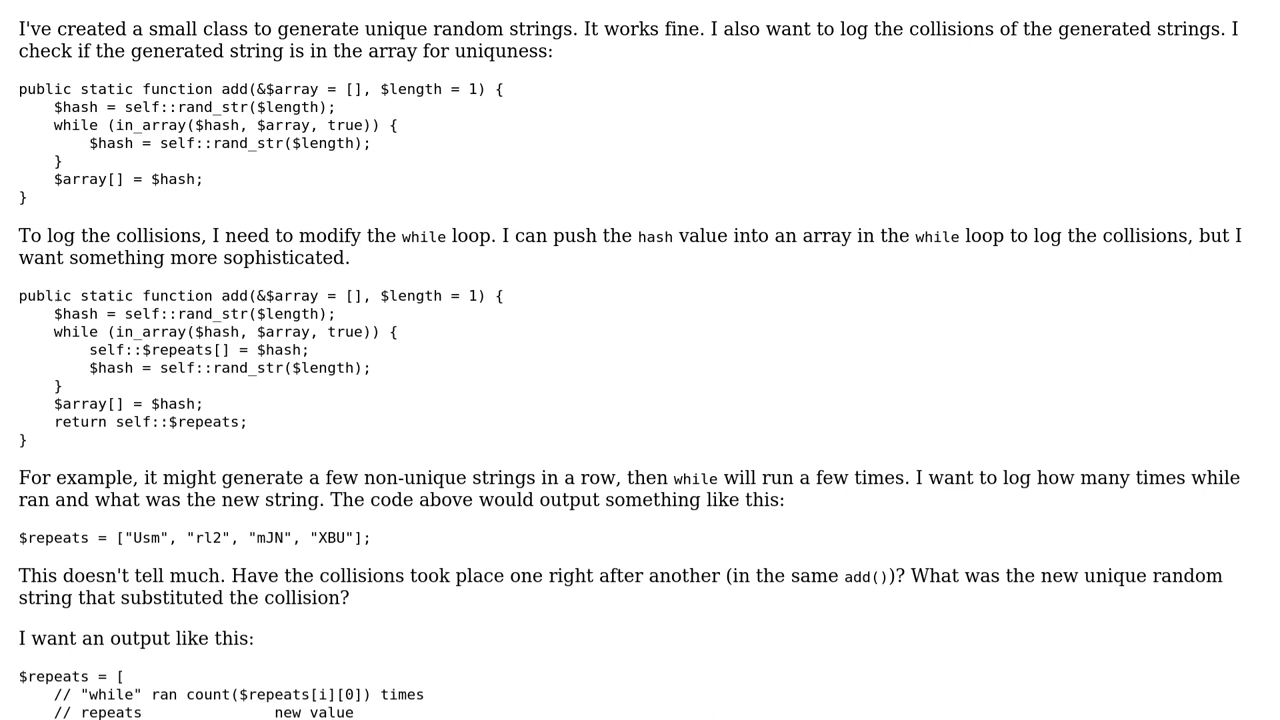 I've created a small class to generate unique random strings. It works fine. I also want to log the collisions of the generated strings. I
check if the generated string is in the array for uniquness:
public static function add(&$array = [], $length = 1) {
    $hash = self::rand_str($length);
    while (in_array($hash, $array, true)) {
        $hash = self::rand_str($length);
    }
    $array[] = $hash;
}
To log the collisions, I need to modify the while loop. I can push the hash value into an array in the while loop to log the collisions, but I
want something more sophisticated.
public static function add(&$array = [], $length = 1) {
    $hash = self::rand_str($length);
    while (in_array($hash, $array, true)) {
        self::$repeats[] = $hash;
        $hash = self::rand_str($length);
    }
    $array[] = $hash;
    return self::$repeats;
}
For example, it might generate a few non-unique strings in a row, then while will run a few times. I want to log how many times while
ran and what was the new string. The code above would output something like this:
$repeats = ["Usm", "rl2", "mJN", "XBU"];
This doesn't tell much. Have the collisions took place one right after another (in the same add())? What was the new unique random
string that substituted the collision?
I want an output like this:
$repeats = [
    // "while" ran count($repeats[i][0]) times
    // repeats               new value